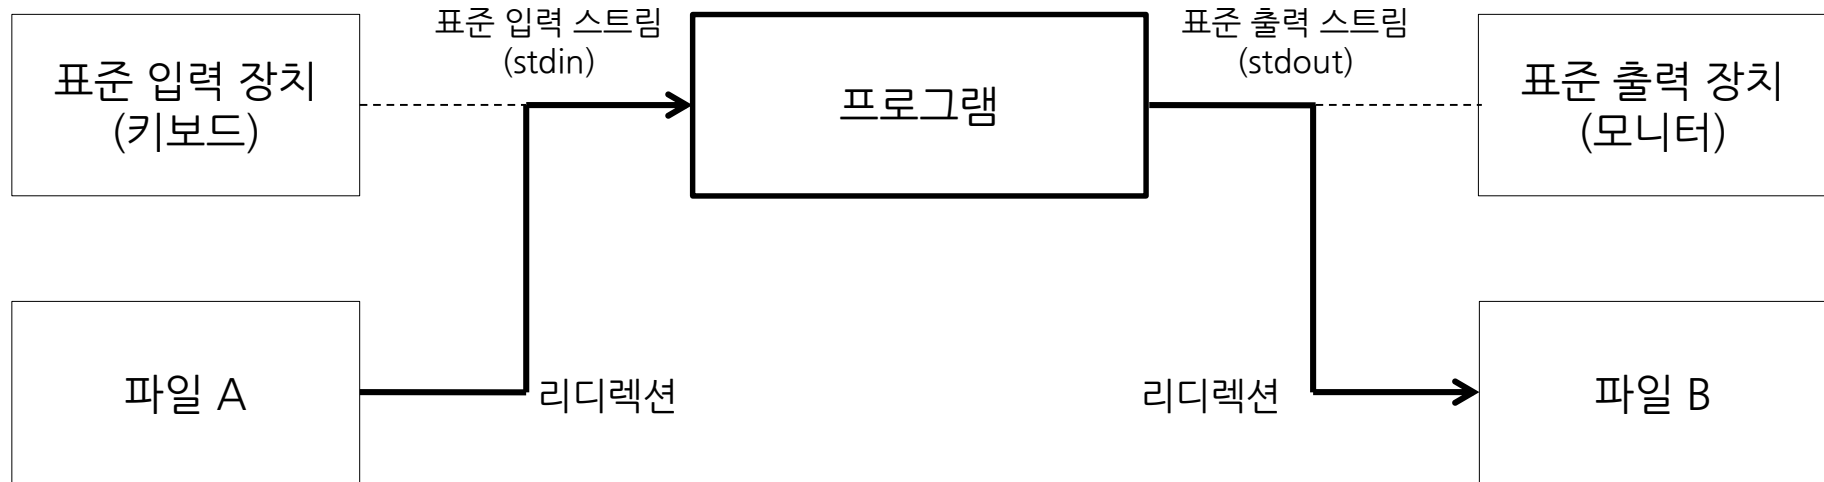 표준 입력 장치
(키보드)
표준 입력 스트림
(stdin)
프로그램
표준 출력 스트림
(stdout)
표준 출력 장치
(모니터)
파일 A
리디렉션
리디렉션
파일 B